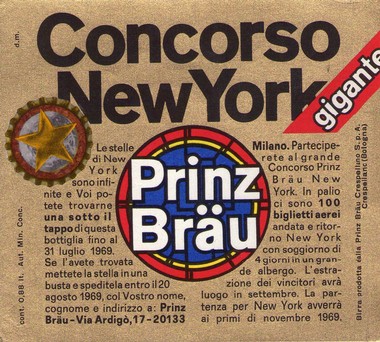 d.m.
Concorso
New York
gigante
Le stelle
di New
York
sono infi-
nite e Voi po-
tete trovarne
una sotto il
tappo di questa
bottiglia fino al
31 luglio 1969.
Se l'avete trovata
mettete la stella in una
busta e speditela entro il 20
agosto 1969, col Vostro nome,
cognome e indirizzo a: Prinz
Bräu - Via Ardigò, 17 - 20133
Prinz
Bräu
Milano. Partecipe-
rete al grande
Concorso Prinz
Bräu New
York. In palio
ci sono 100
biglietti aerei
andata e ritor-
no New York
con soggiorno di
4 giorni in un gran-
de albergo. L'estra-
zione dei vincitori avrà
luogo in settembre. La par-
tenza per New York avverrà
ai primi di novembre 1969.
cont. 0,66 lt. Aut. Min. Conc.
Birra prodotta dalla Prinz Bräu Crespellano S.p.A.
Crespellano (Bologna)